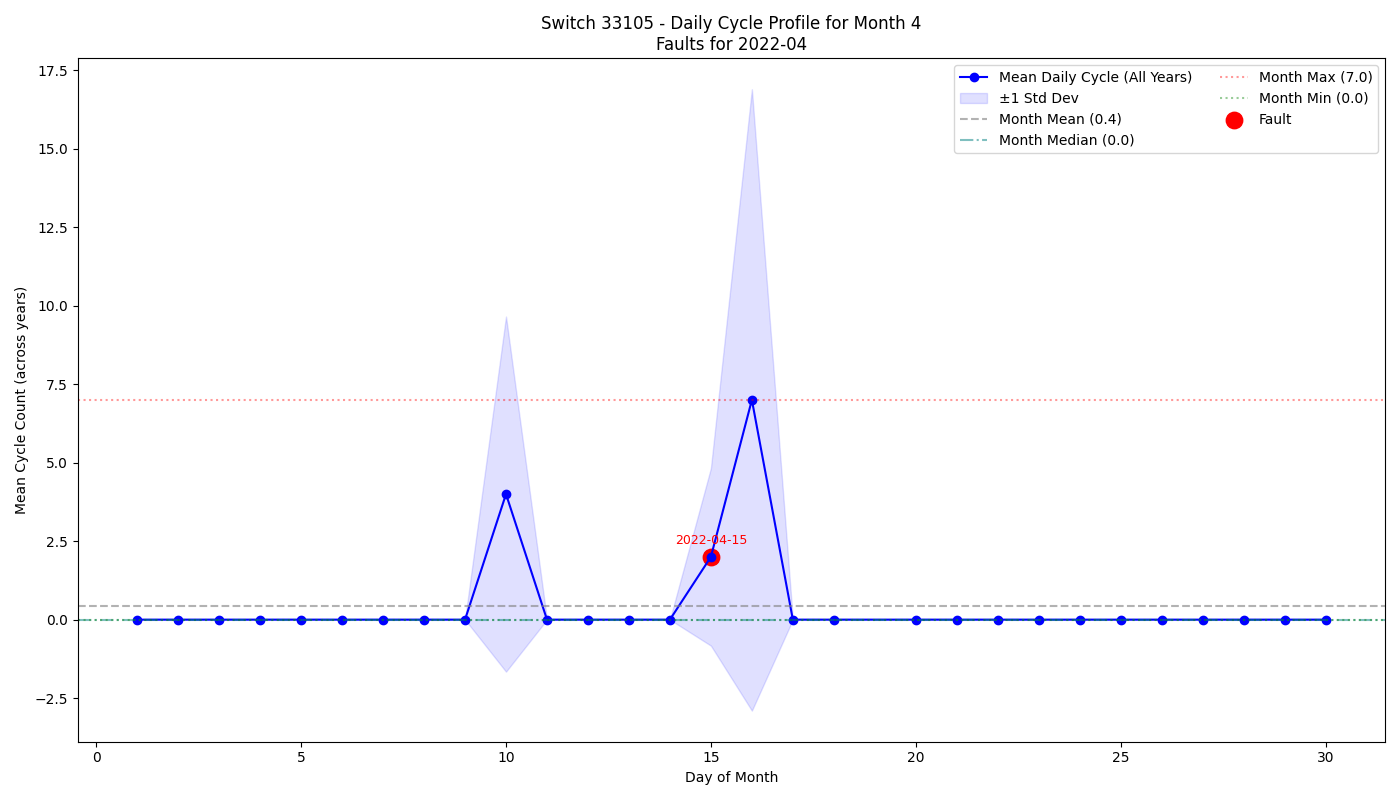 Switch 33105 - Daily Cycle Profile for Month 4
Faults for 2022-04
Mean Daily Cycle (All Years)
±1 Std Dev
Month Mean (0.4)
Month Median (0.0)
Month Max (7.0)
Month Min (0.0)
Fault
Mean Cycle Count (across years)
17.5
15.0
12.5
10.0
7.5
5.0
2.5
0.0
−2.5
2022-04-15
0
5
10
15
20
25
30
Day of Month